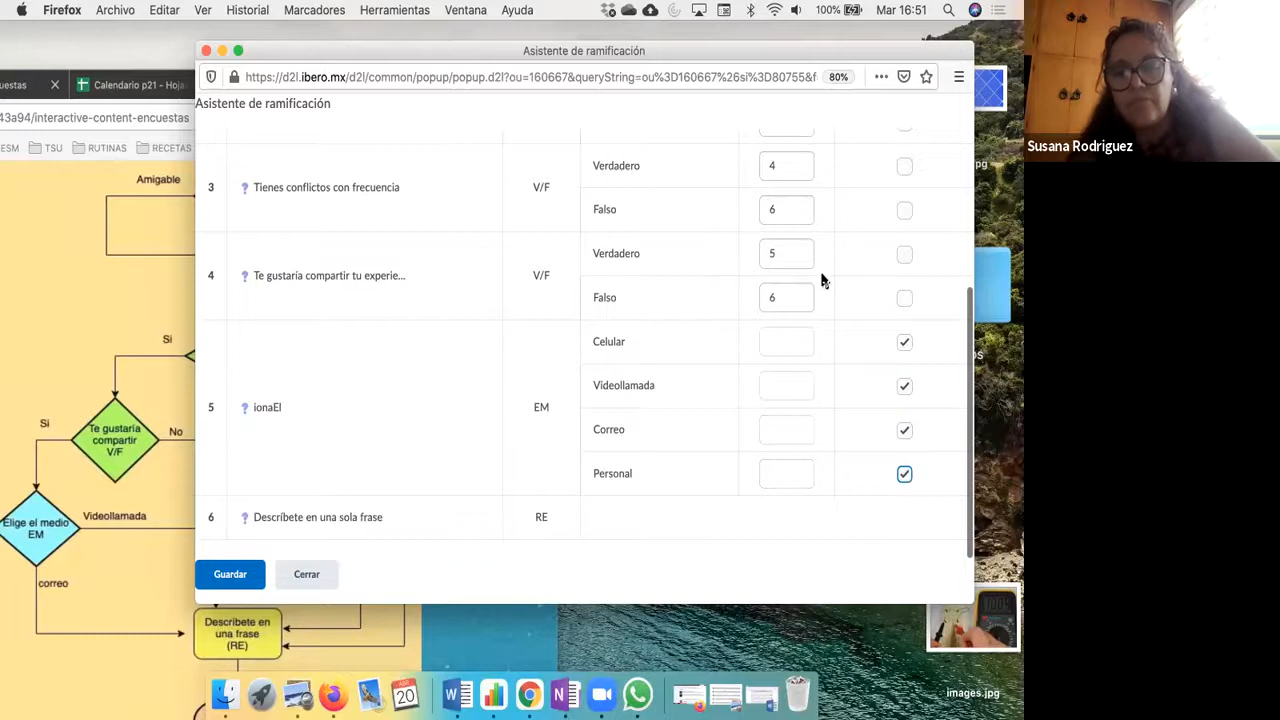 Firefox Archivo Editar Ver Historial Marcadores Herramientas Ventana Ayuda 100% Mar 16:51
Asistente de ramificación
https://d2l.ibero.mx/d2l/common/popup/popup.d2l?ou=160667&queryString=ou%3D160667%26si%3D80755&f 80%
Asistente de ramificación
uestas Calendario p21 - Hoja
43a94/interactive-content-encuestas
ESM TSU RUTINAS RECETAS
Amigable
Si
Te gustaría
compartir
V/F
Si
No
Elige el medio
EM
Videollamada
correo
Describete en
una frase
(RE)
3 Tienes conflictos con frecuencia V/F
Verdadero 4
Falso 6
4 Te gustaría compartir tu experie... V/F
Verdadero 5
Falso 6
5 ionaEl EM
Celular
Videollamada
Correo
Personal
6 Descríbete en una sola frase RE
Guardar Cerrar
Susana Rodriguez
pg
os
images.jpg
20